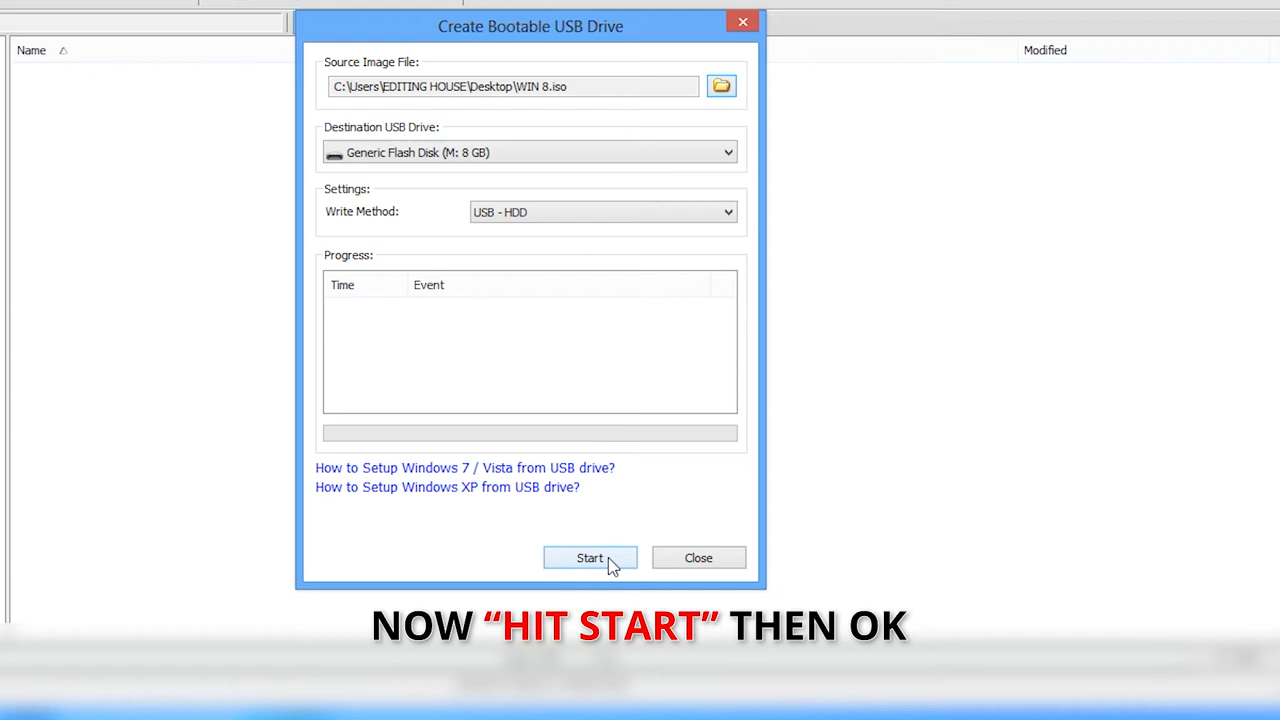 Create Bootable USB Drive
Name
Modified
Source Image File:
C:\Users\EDITING HOUSE\Desktop\WIN 8.iso
Destination USB Drive:
Generic Flash Disk (M: 8 GB)
Settings:
Write Method:
USB - HDD
Progress:
Time Event
How to Setup Windows 7 / Vista from USB drive?
How to Setup Windows XP from USB drive?
Start Close
NOW “HIT START” THEN OK